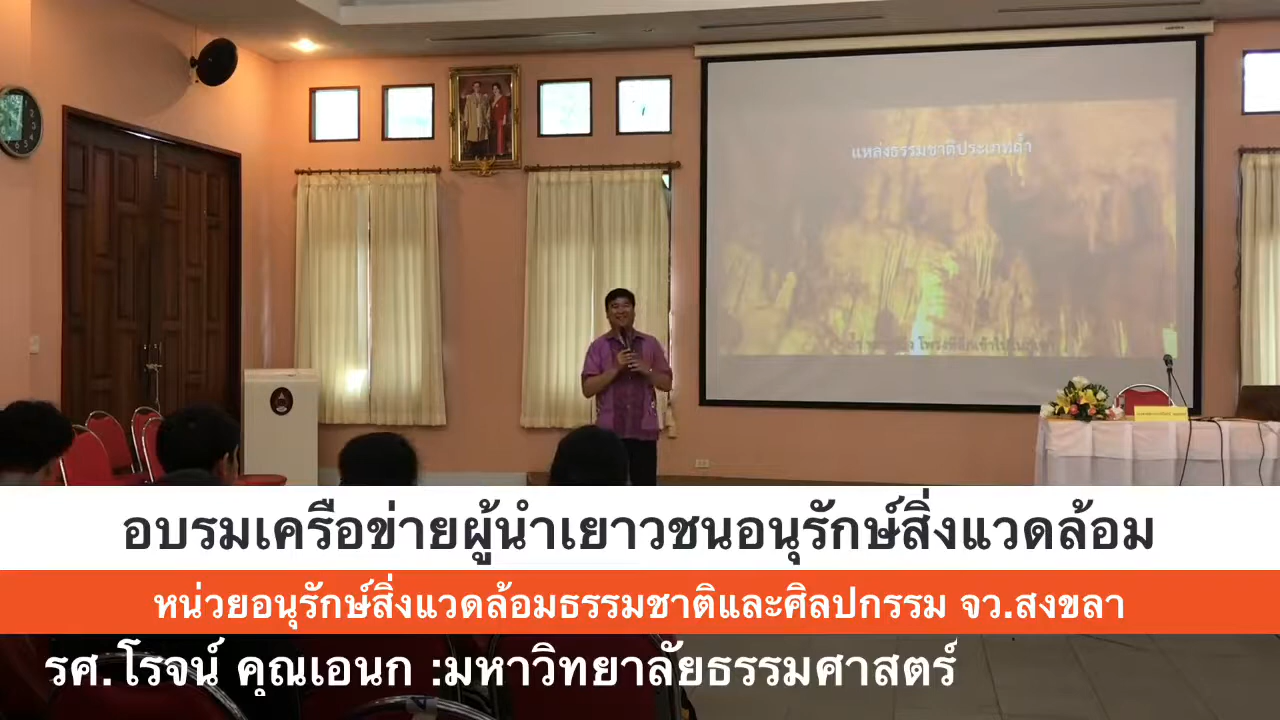 แหล่งธรรมชาติประเภทถ้ำ
อบรมเครือข่ายผู้นำเยาวชนอนุรักษ์สิ่งแวดล้อม
หน่วยอนุรักษ์สิ่งแวดล้อมธรรมชาติและศิลปกรรม จว.สงขลา
รศ.โรจน์ คุณเอนก :มหาวิทยาลัยธรรมศาสตร์